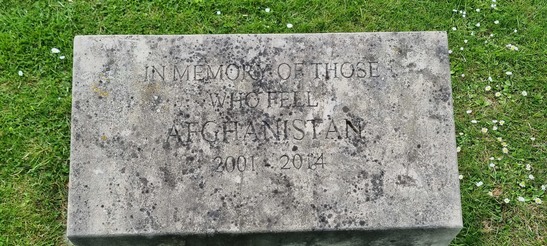 IN MEMORY OF THOSE
WHO FELL
AFGHANISTAN
2001 - 2014